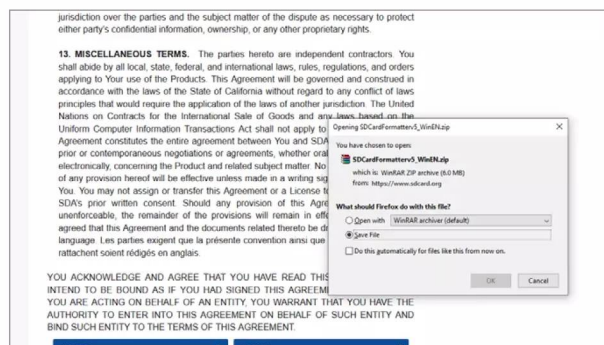 jurisdiction over the parties and the subject matter of the dispute as necessary to protect
either party's confidential information, ownership, or any other proprietary rights.
13. MISCELLANEOUS TERMS. The parties hereto are independent contractors. You
shall abide by all local, state, federal, and international laws, rules, regulations, and orders
applying to Your use of the Products. This Agreement will be governed and construed in
accordance with the laws of the State of California without regard to any conflict of laws
principles that would require the application of the laws of another jurisdiction. The United
Nations on Contracts for the International Sale of Goods and any laws based on the
Uniform Computer Information Transactions Act shall not apply to
Agreement constitutes the entire agreement between You and SDA
prior or contemporaneous negotiations or agreements, whether oral
electronically, concerning the Product and related subject matter. No
of any provision hereof will be effective unless made in a writing sig
You. You may not assign or transfer this Agreement or a License to
SDA's prior written consent. Should any provision of this Agre
unenforceable, the remainder of the provisions will remain in effe
agreed that this Agreement and the documents related thereto be dr
language. Les parties exigent que la présente convention ainsi que
rattachent soient rédigés en anglais.
YOU ACKNOWLEDGE AND AGREE THAT YOU HAVE READ THIS
INTEND TO BE BOUND AS IF YOU HAD SIGNED THIS AGREEM
YOU ARE ACTING ON BEHALF OF AN ENTITY, YOU WARRANT THAT YOU HAVE THE
AUTHORITY TO ENTER INTO THIS AGREEMENT ON BEHALF OF SUCH ENTITY AND
BIND SUCH ENTITY TO THE TERMS OF THIS AGREEMENT.
Opening SDCardFormatterv5_WinEN.zip
You have chosen to open:
SDCardFormatterv5_WinEN.zip
which is: WinRAR ZIP archive (6.0 MB)
from: https://www.sdcard.org
What should Firefox do with this file?
Open with WinRAR archiver (default)
Save File
Do this automatically for files like this from now on.
OK Cancel